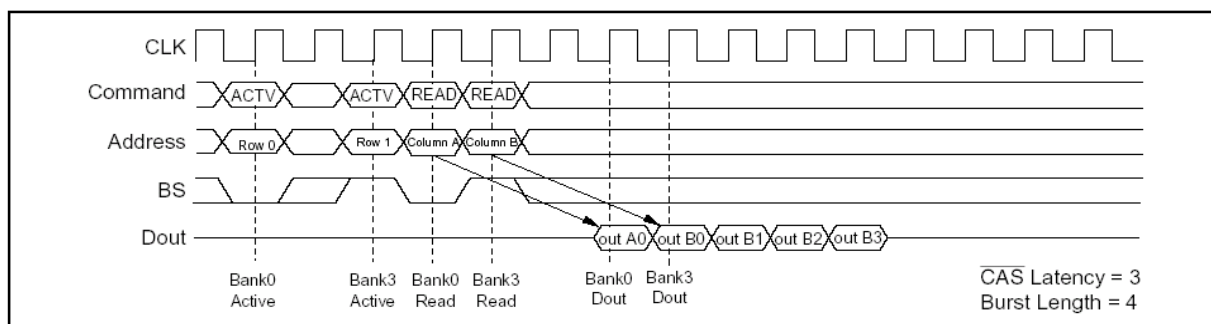 CLK
Command ACTV ACTV READ READ
Address Row 0 Row 1 Column A Column B
BS
Dout out A0 out B0 out B1 out B2 out B3
Bank0 Bank3 Bank0 Bank3 Bank0 Bank3
Active Active Read Read Dout Dout
CAS Latency = 3
Burst Length = 4